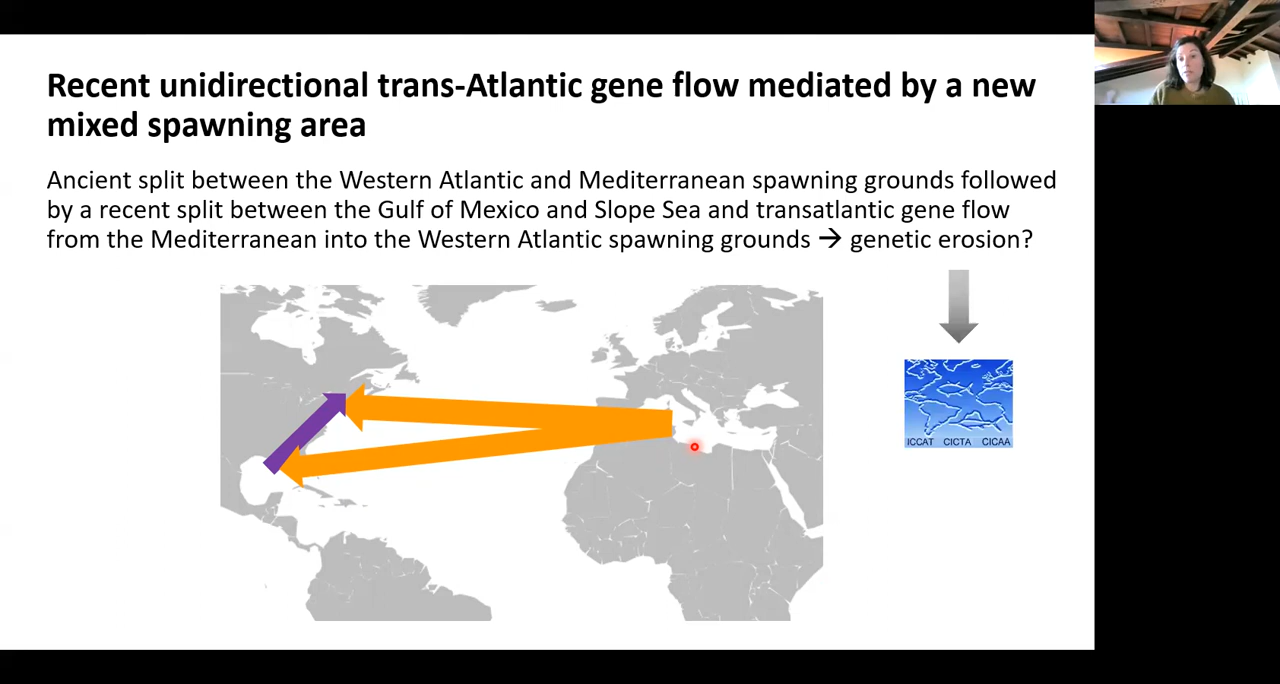 Recent unidirectional trans-Atlantic gene flow mediated by a new
mixed spawning area
Ancient split between the Western Atlantic and Mediterranean spawning grounds followed
by a recent split between the Gulf of Mexico and Slope Sea and transatlantic gene flow
from the Mediterranean into the Western Atlantic spawning grounds → genetic erosion?
ICCAT CICTA CICAA